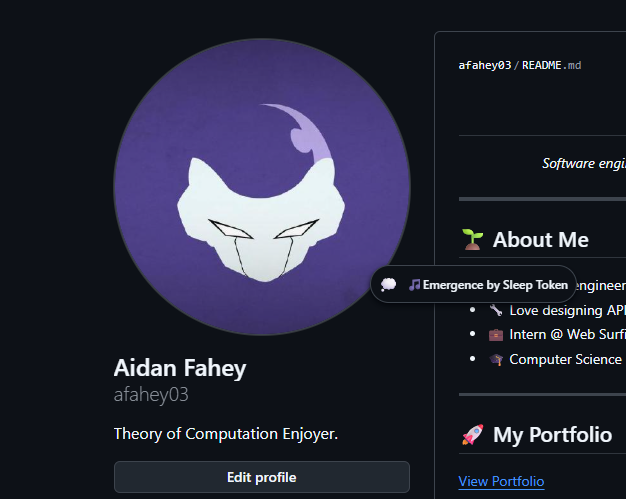 afahey03/README.md
Software engi
🌱 About Me
💭 🎵Emergence by Sleep Token
engineer
🔧 Love designing AP
💼 Intern @ Web Surfi
🎓 Computer Science
Aidan Fahey
afahey03
Theory of Computation Enjoyer.
Edit profile
🚀 My Portfolio
View Portfolio